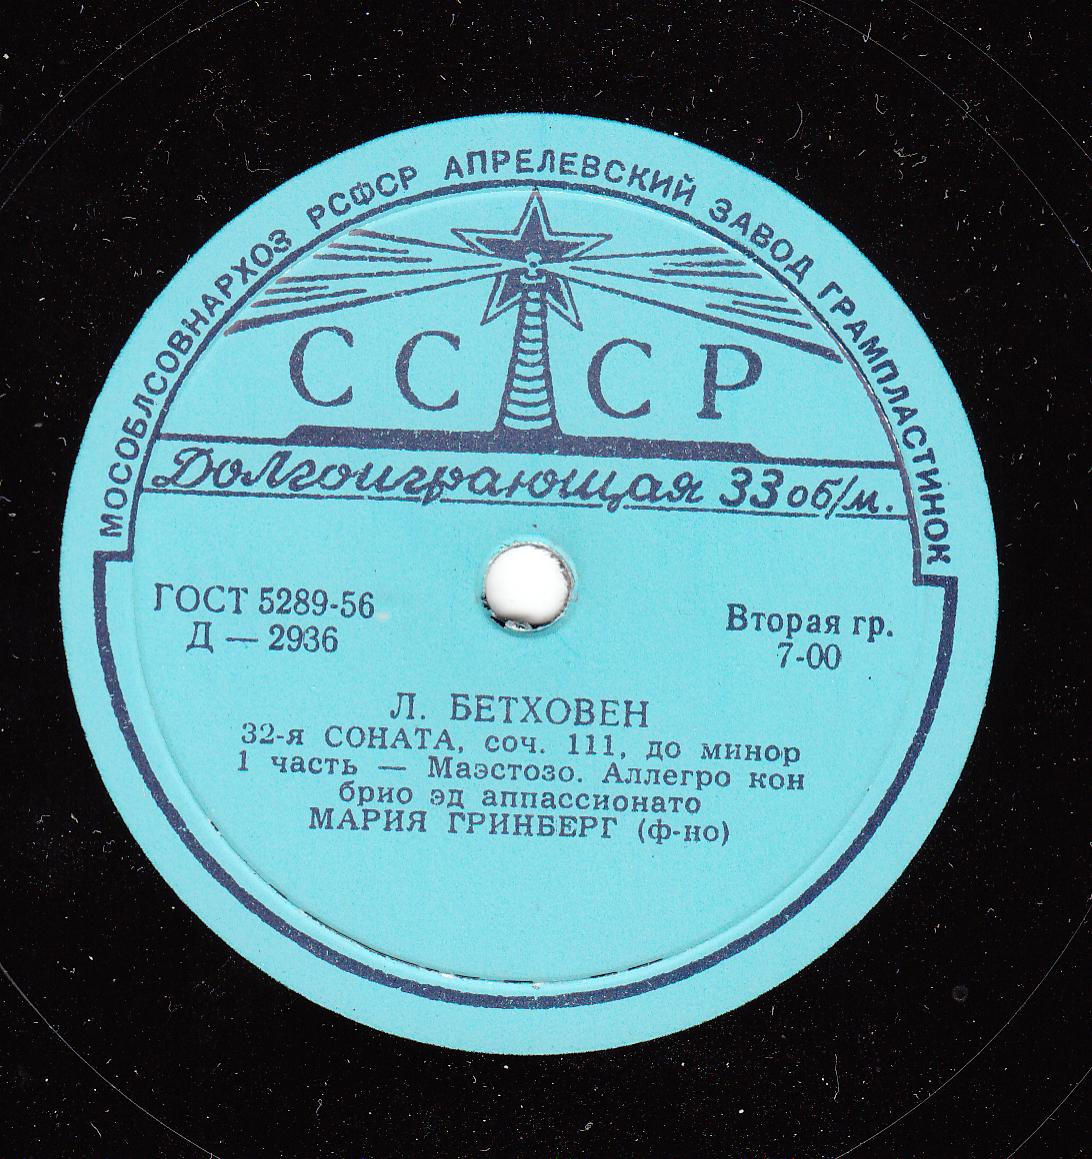 МОСОБЛСОВНАРХОЗ РСФСР АПРЕЛЕВСКИЙ ЗАВОД ГРАМПЛАСТИНОК
СССР
Долгоиграющая 33 об/м.
ГОСТ 5289-56
Д — 2936
Вторая гр.
7-00
Л. БЕТХОВЕН
32-я СОНАТА, соч. 111, до минор
1 часть — Маэстозо. Аллегро кон
брио эд аппассионато
МАРИЯ ГРИНБЕРГ (ф-но)